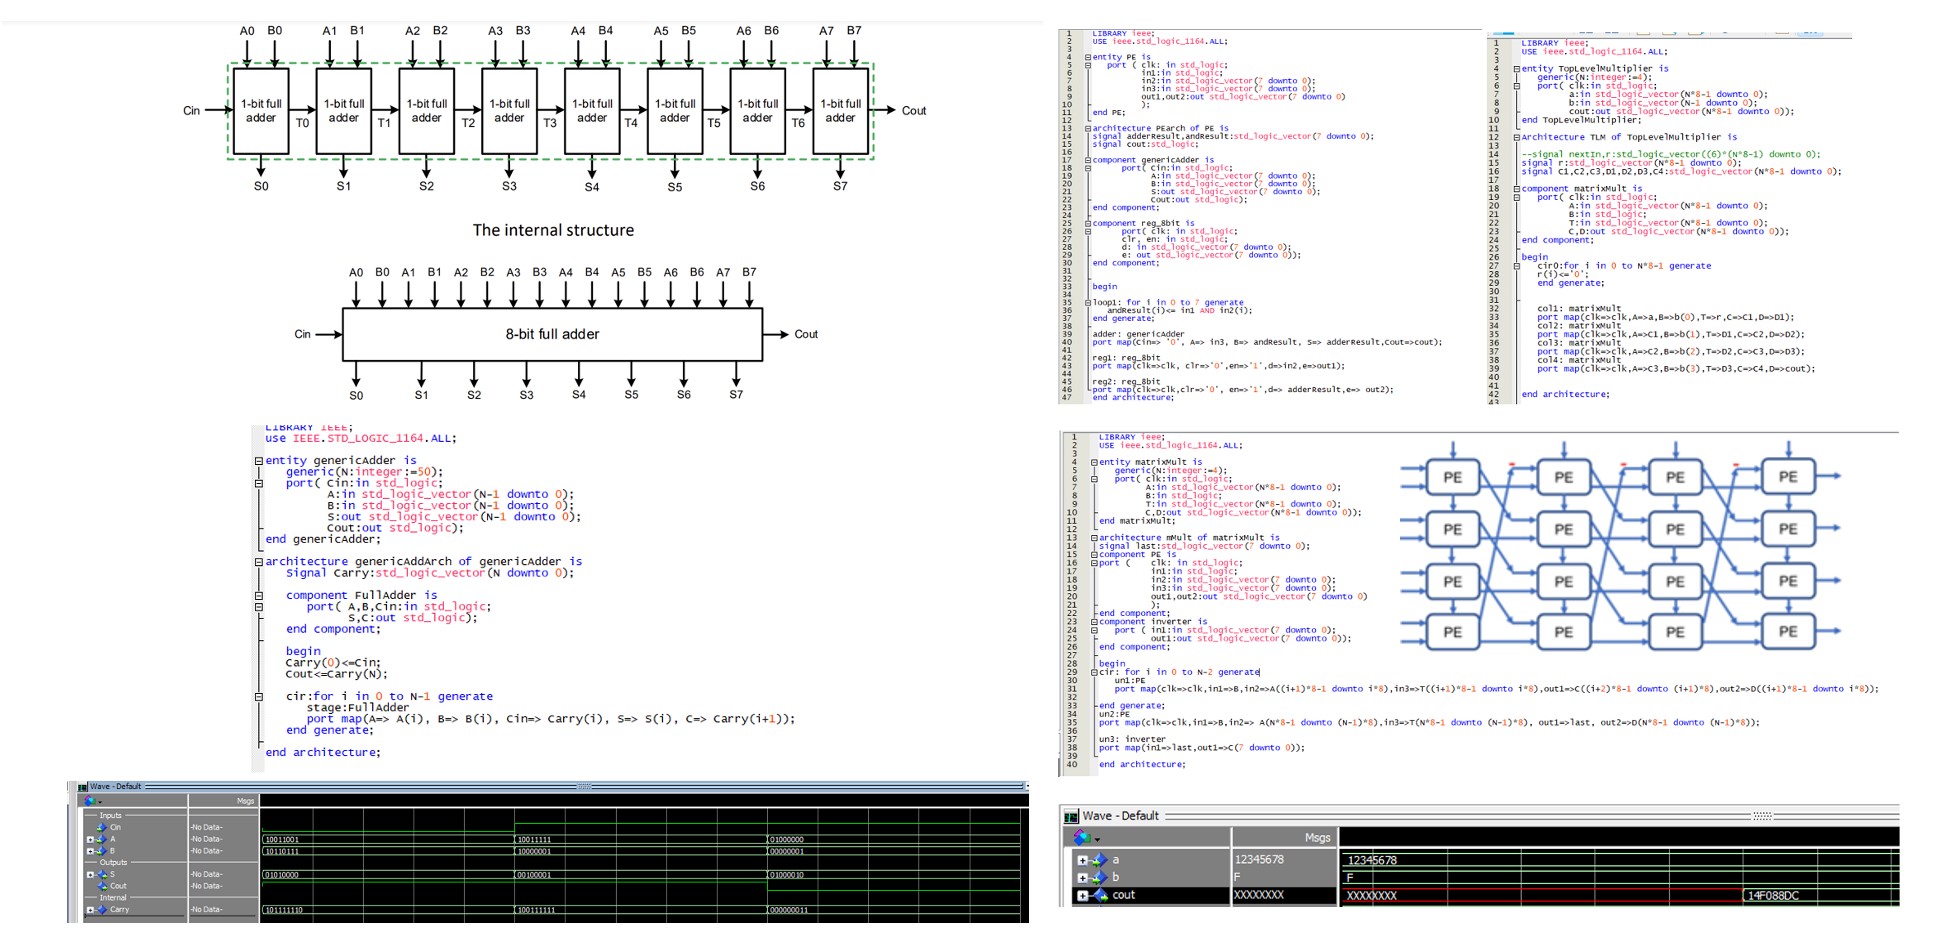 A0 B0 A1 B1 A2 B2 A3 B3 A4 B4 A5 B5 A6 B6 A7 B7
Cin 1-bit full adder T0 1-bit full adder T1 1-bit full adder T2 1-bit full adder T3 1-bit full adder T4 1-bit full adder T5 1-bit full adder T6 1-bit full adder Cout
S0 S1 S2 S3 S4 S5 S6 S7
The internal structure
A0 B0 A1 B1 A2 B2 A3 B3 A4 B4 A5 B5 A6 B6 A7 B7
Cin 8-bit full adder Cout
S0 S1 S2 S3 S4 S5 S6 S7
LIBRARY IEEE;
use IEEE.STD_LOGIC_1164.ALL;
entity genericAdder is
generic(N:integer:=50);
port( Cin:in std_logic;
A:in std_logic_vector(N-1 downto 0);
B:in std_logic_vector(N-1 downto 0);
S:out std_logic_vector(N-1 downto 0);
Cout:out std_logic);
end genericAdder;
architecture genericAddArch of genericAdder is
Signal Carry:std_logic_vector(N downto 0);
component FullAdder is
port( A,B,Cin:in std_logic;
S,C:out std_logic);
end component;
begin
Carry(0)<=Cin;
Cout<=Carry(N);
cir:for i in 0 to N-1 generate
stage:FullAdder
port map(A=> A(i), B=> B(i), Cin=> Carry(i), S=> S(i), C=> Carry(i+1));
end generate;
end architecture;
Wave - Default
Msgs
Inputs
Cin -No Data-
A -No Data- 10011001 10011111 01000000
B -No Data- 10110111 10000001 00000001
Outputs
S -No Data- 01010000 00100001 01000010
Cout -No Data-
Internal
Carry -No Data- 101111110 100111111 000000011
1 LIBRARY ieee;
2 USE ieee.std_logic_1164.ALL;
3
4 entity PE is
5 port ( clk: in std_logic;
6 in1:in std_logic;
7 in2:in std_logic_vector(7 downto 0);
8 in3:in std_logic_vector(7 downto 0);
9 out1,out2:out std_logic_vector(7 downto 0)
10 );
11 end PE;
12
13 architecture PEarch of PE is
14 signal adderResult,andResult:std_logic_vector(7 downto 0);
15 signal cout:std_logic;
16
17 component genericAdder is
18 port( Cin:in std_logic;
19 A:in std_logic_vector(7 downto 0);
20 B:in std_logic_vector(7 downto 0);
21 S:out std_logic_vector(7 downto 0);
22 Cout:out std_logic);
23 end component;
24
25 component reg_8bit is
26 port( clk: in std_logic;
27 clr, en: in std_logic;
28 d: in std_logic_vector(7 downto 0);
29 e: out std_logic_vector(7 downto 0));
30 end component;
31
32
33 begin
34
35 loop1: for i in 0 to 7 generate
36 andResult(i)<= in1 AND in2(i);
37 end generate;
38
39 adder: genericAdder
40 port map(Cin=> '0', A=> in3, B=> andResult, S=> adderResult,Cout=>cout);
41
42 reg1: reg_8bit
43 port map(clk=>clk, clr=>'0',en=>'1',d=>in2,e=>out1);
44
45 reg2: reg_8bit
46 port map(clk=>clk,clr=>'0', en=>'1',d=> adderResult,e=> out2);
47 end architecture;
1 LIBRARY ieee;
2 USE ieee.std_logic_1164.ALL;
3
4 entity TopLevelMultiplier is
5 generic(N:integer:=4);
6 port( clk:in std_logic;
7 a:in std_logic_vector(N*8-1 downto 0);
8 b:in std_logic_vector(N-1 downto 0);
9 cout:out std_logic_vector(N*8-1 downto 0));
10 end TopLevelMultiplier;
11
12 Architecture TLM of TopLevelMultiplier is
13
14 --signal nextIn,r:std_logic_vector((6)*(N*8-1) downto 0);
15 signal r:std_logic_vector(N*8-1 downto 0);
16 signal C1,C2,C3,D1,D2,D3,C4:std_logic_vector(N*8-1 downto 0);
17
18 component matrixMult is
19 port( clk:in std_logic;
20 A:in std_logic_vector(N*8-1 downto 0);
21 B:in std_logic;
22 T:in std_logic_vector(N*8-1 downto 0);
23 C,D:out std_logic_vector(N*8-1 downto 0));
24 end component;
25
26 begin
27 cir0:for i in 0 to N*8-1 generate
28 r(i)<='0';
29 end generate;
30
31
32 col1: matrixMult
33 port map(clk=>clk,A=>a,B=>b(0),T=>r,C=>C1,D=>D1);
34 col2: matrixMult
35 port map(clk=>clk,A=>C1,B=>b(1),T=>D1,C=>C2,D=>D2);
36 col3: matrixMult
37 port map(clk=>clk,A=>C2,B=>b(2),T=>D2,C=>C3,D=>D3);
38 col4: matrixMult
39 port map(clk=>clk,A=>C3,B=>b(3),T=>D3,C=>C4,D=>cout);
40
41
42 end architecture;
43
1 LIBRARY ieee;
2 USE ieee.std_logic_1164.ALL;
3
4 entity matrixMult is
5 generic(N:integer:=4);
6 port( clk:in std_logic;
7 A:in std_logic_vector(N*8-1 downto 0);
8 B:in std_logic;
9 T:in std_logic_vector(N*8-1 downto 0);
10 C,D:out std_logic_vector(N*8-1 downto 0));
11 end matrixMult;
12
13 architecture mMult of matrixMult is
14 signal last:std_logic_vector(7 downto 0);
15 component PE is
16 port ( clk: in std_logic;
17 in1:in std_logic;
18 in2:in std_logic_vector(7 downto 0);
19 in3:in std_logic_vector(7 downto 0);
20 out1,out2:out std_logic_vector(7 downto 0)
21 );
22 end component;
23 component inverter is
24 port ( in1:in std_logic_vector(7 downto 0);
25 out1:out std_logic_vector(7 downto 0));
26 end component;
27
28 begin
29 cir: for i in 0 to N-2 generate
30 un1:PE
31 port map(clk=>clk,in1=>B,in2=>A((i+1)*8-1 downto i*8),in3=>T((i+1)*8-1 downto i*8),out1=>C((i+2)*8-1 downto (i+1)*8),out2=>D((i+1)*8-1 downto i*8));
32
33 end generate;
34 un2:PE
35 port map(clk=>clk,in1=>B,in2=> A(N*8-1 downto (N-1)*8),in3=>T(N*8-1 downto (N-1)*8), out1=>last, out2=>D(N*8-1 downto (N-1)*8));
36
37 un3: inverter
38 port map(in1=>last,out1=>C(7 downto 0));
39
40 end architecture;
PE PE PE PE
PE PE PE PE
PE PE PE PE
PE PE PE PE
Wave - Default
Msgs
a 12345678 12345678
b F F
cout XXXXXXXX XXXXXXXX 14F088DC